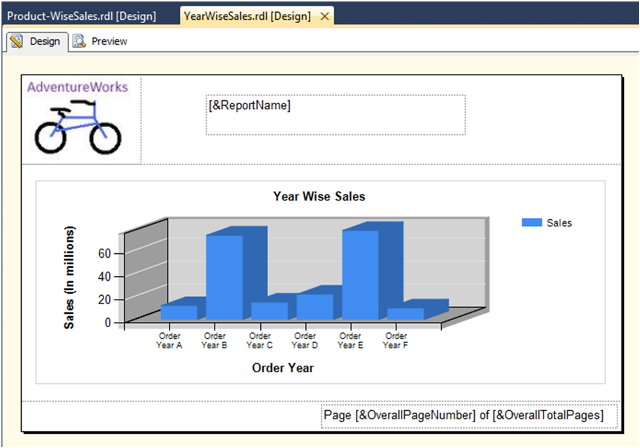 Product-WiseSales.rdl [Design]
YearWiseSales.rdl [Design]
Design
Preview
AdventureWorks
[&ReportName]
Year Wise Sales
Sales
Sales (In millions)
60
40
20
0
Order Year A
Order Year B
Order Year C
Order Year D
Order Year E
Order Year F
Order Year
Page [&OverallPageNumber] of [&OverallTotalPages]